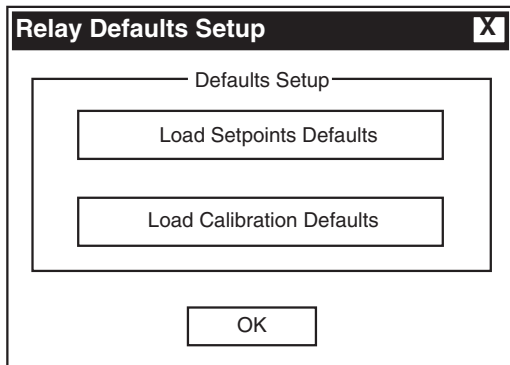 Relay Defaults Setup X
Defaults Setup
Load Setpoints Defaults
Load Calibration Defaults
OK